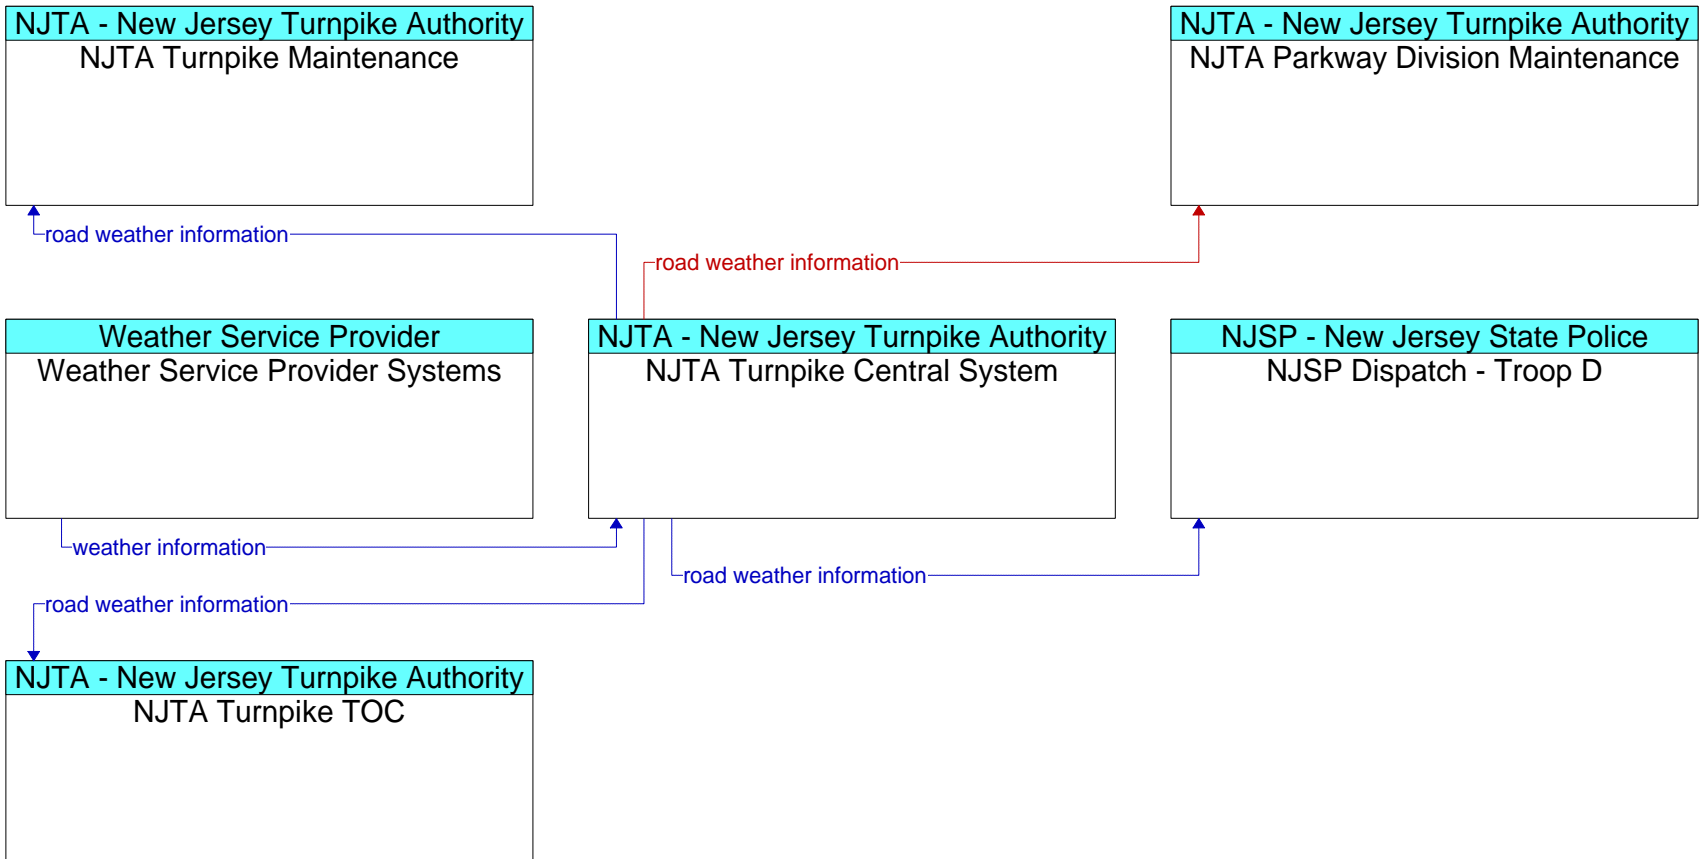 NJTA - New Jersey Turnpike Authority
NJTA Turnpike Maintenance
NJTA - New Jersey Turnpike Authority
NJTA Parkway Division Maintenance
road weather information
road weather information
Weather Service Provider
Weather Service Provider Systems
NJTA - New Jersey Turnpike Authority
NJTA Turnpike Central System
NJSP - New Jersey State Police
NJSP Dispatch - Troop D
weather information
road weather information
road weather information
NJTA - New Jersey Turnpike Authority
NJTA Turnpike TOC